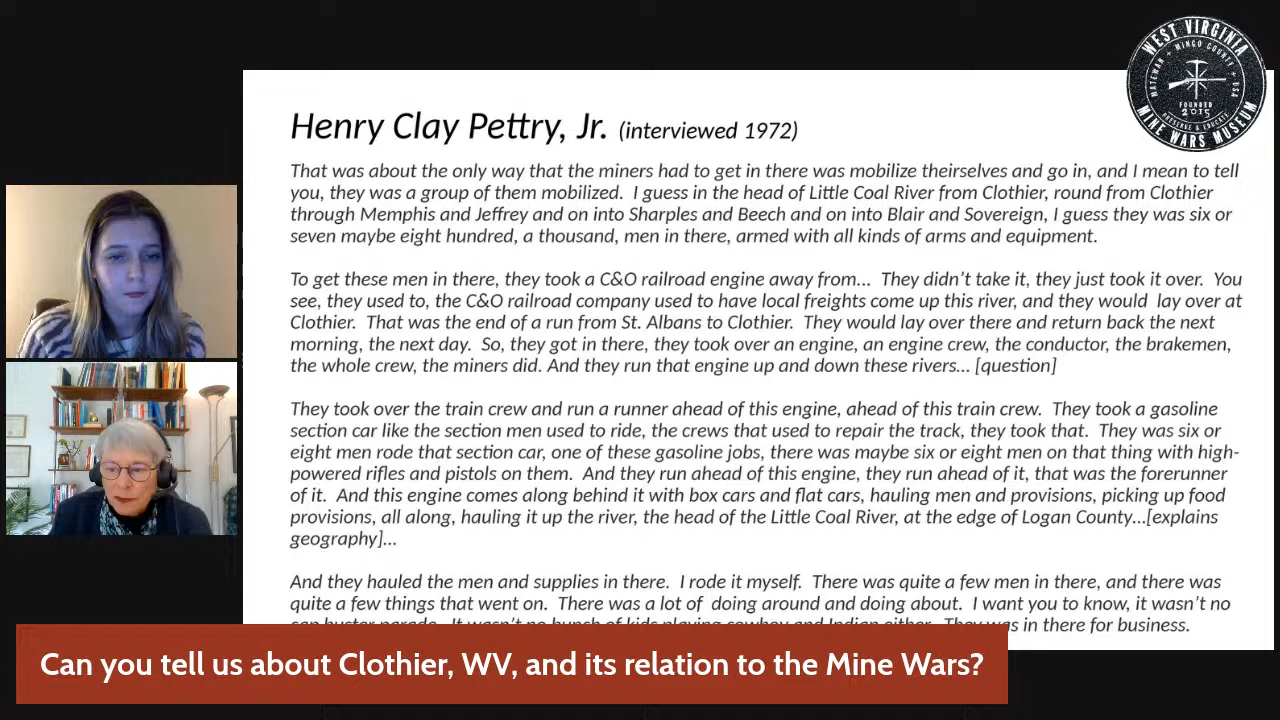 WEST VIRGINIA
MATEWAN • MINGO COUNTY • USA
FOUNDED
2015
PRESERVE & EDUCATE
MINE WARS MUSEUM
Henry Clay Pettry, Jr. (interviewed 1972)
That was about the only way that the miners had to get in there was mobilize theirselves and go in, and I mean to tell
you, they was a group of them mobilized. I guess in the head of Little Coal River from Clothier, round from Clothier
through Memphis and Jeffrey and on into Sharples and Beech and on into Blair and Sovereign, I guess they was six or
seven maybe eight hundred, a thousand, men in there, armed with all kinds of arms and equipment.
To get these men in there, they took a C&O railroad engine away from... They didn't take it, they just took it over. You
see, they used to, the C&O railroad company used to have local freights come up this river, and they would lay over at
Clothier. That was the end of a run from St. Albans to Clothier. They would lay over there and return back the next
morning, the next day. So, they got in there, they took over an engine, an engine crew, the conductor, the brakemen,
the whole crew, the miners did. And they run that engine up and down these rivers... [question]
They took over the train crew and run a runner ahead of this engine, ahead of this train crew. They took a gasoline
section car like the section men used to ride, the crews that used to repair the track, they took that. They was six or
eight men rode that section car, one of these gasoline jobs, there was maybe six or eight men on that thing with high-
powered rifles and pistols on them. And they run ahead of this engine, they run ahead of it, that was the forerunner
of it. And this engine comes along behind it with box cars and flat cars, hauling men and provisions, picking up food
provisions, all along, hauling it up the river, the head of the Little Coal River, at the edge of Logan County...[explains
geography]...
And they hauled the men and supplies in there. I rode it myself. There was quite a few men in there, and there was
quite a few things that went on. There was a lot of doing around and doing about. I want you to know, it wasn't no
cap buster parade. It wasn't no bunch of kids playing cowboy and Indian either. They was in there for business.
Can you tell us about Clothier, WV, and its relation to the Mine Wars?